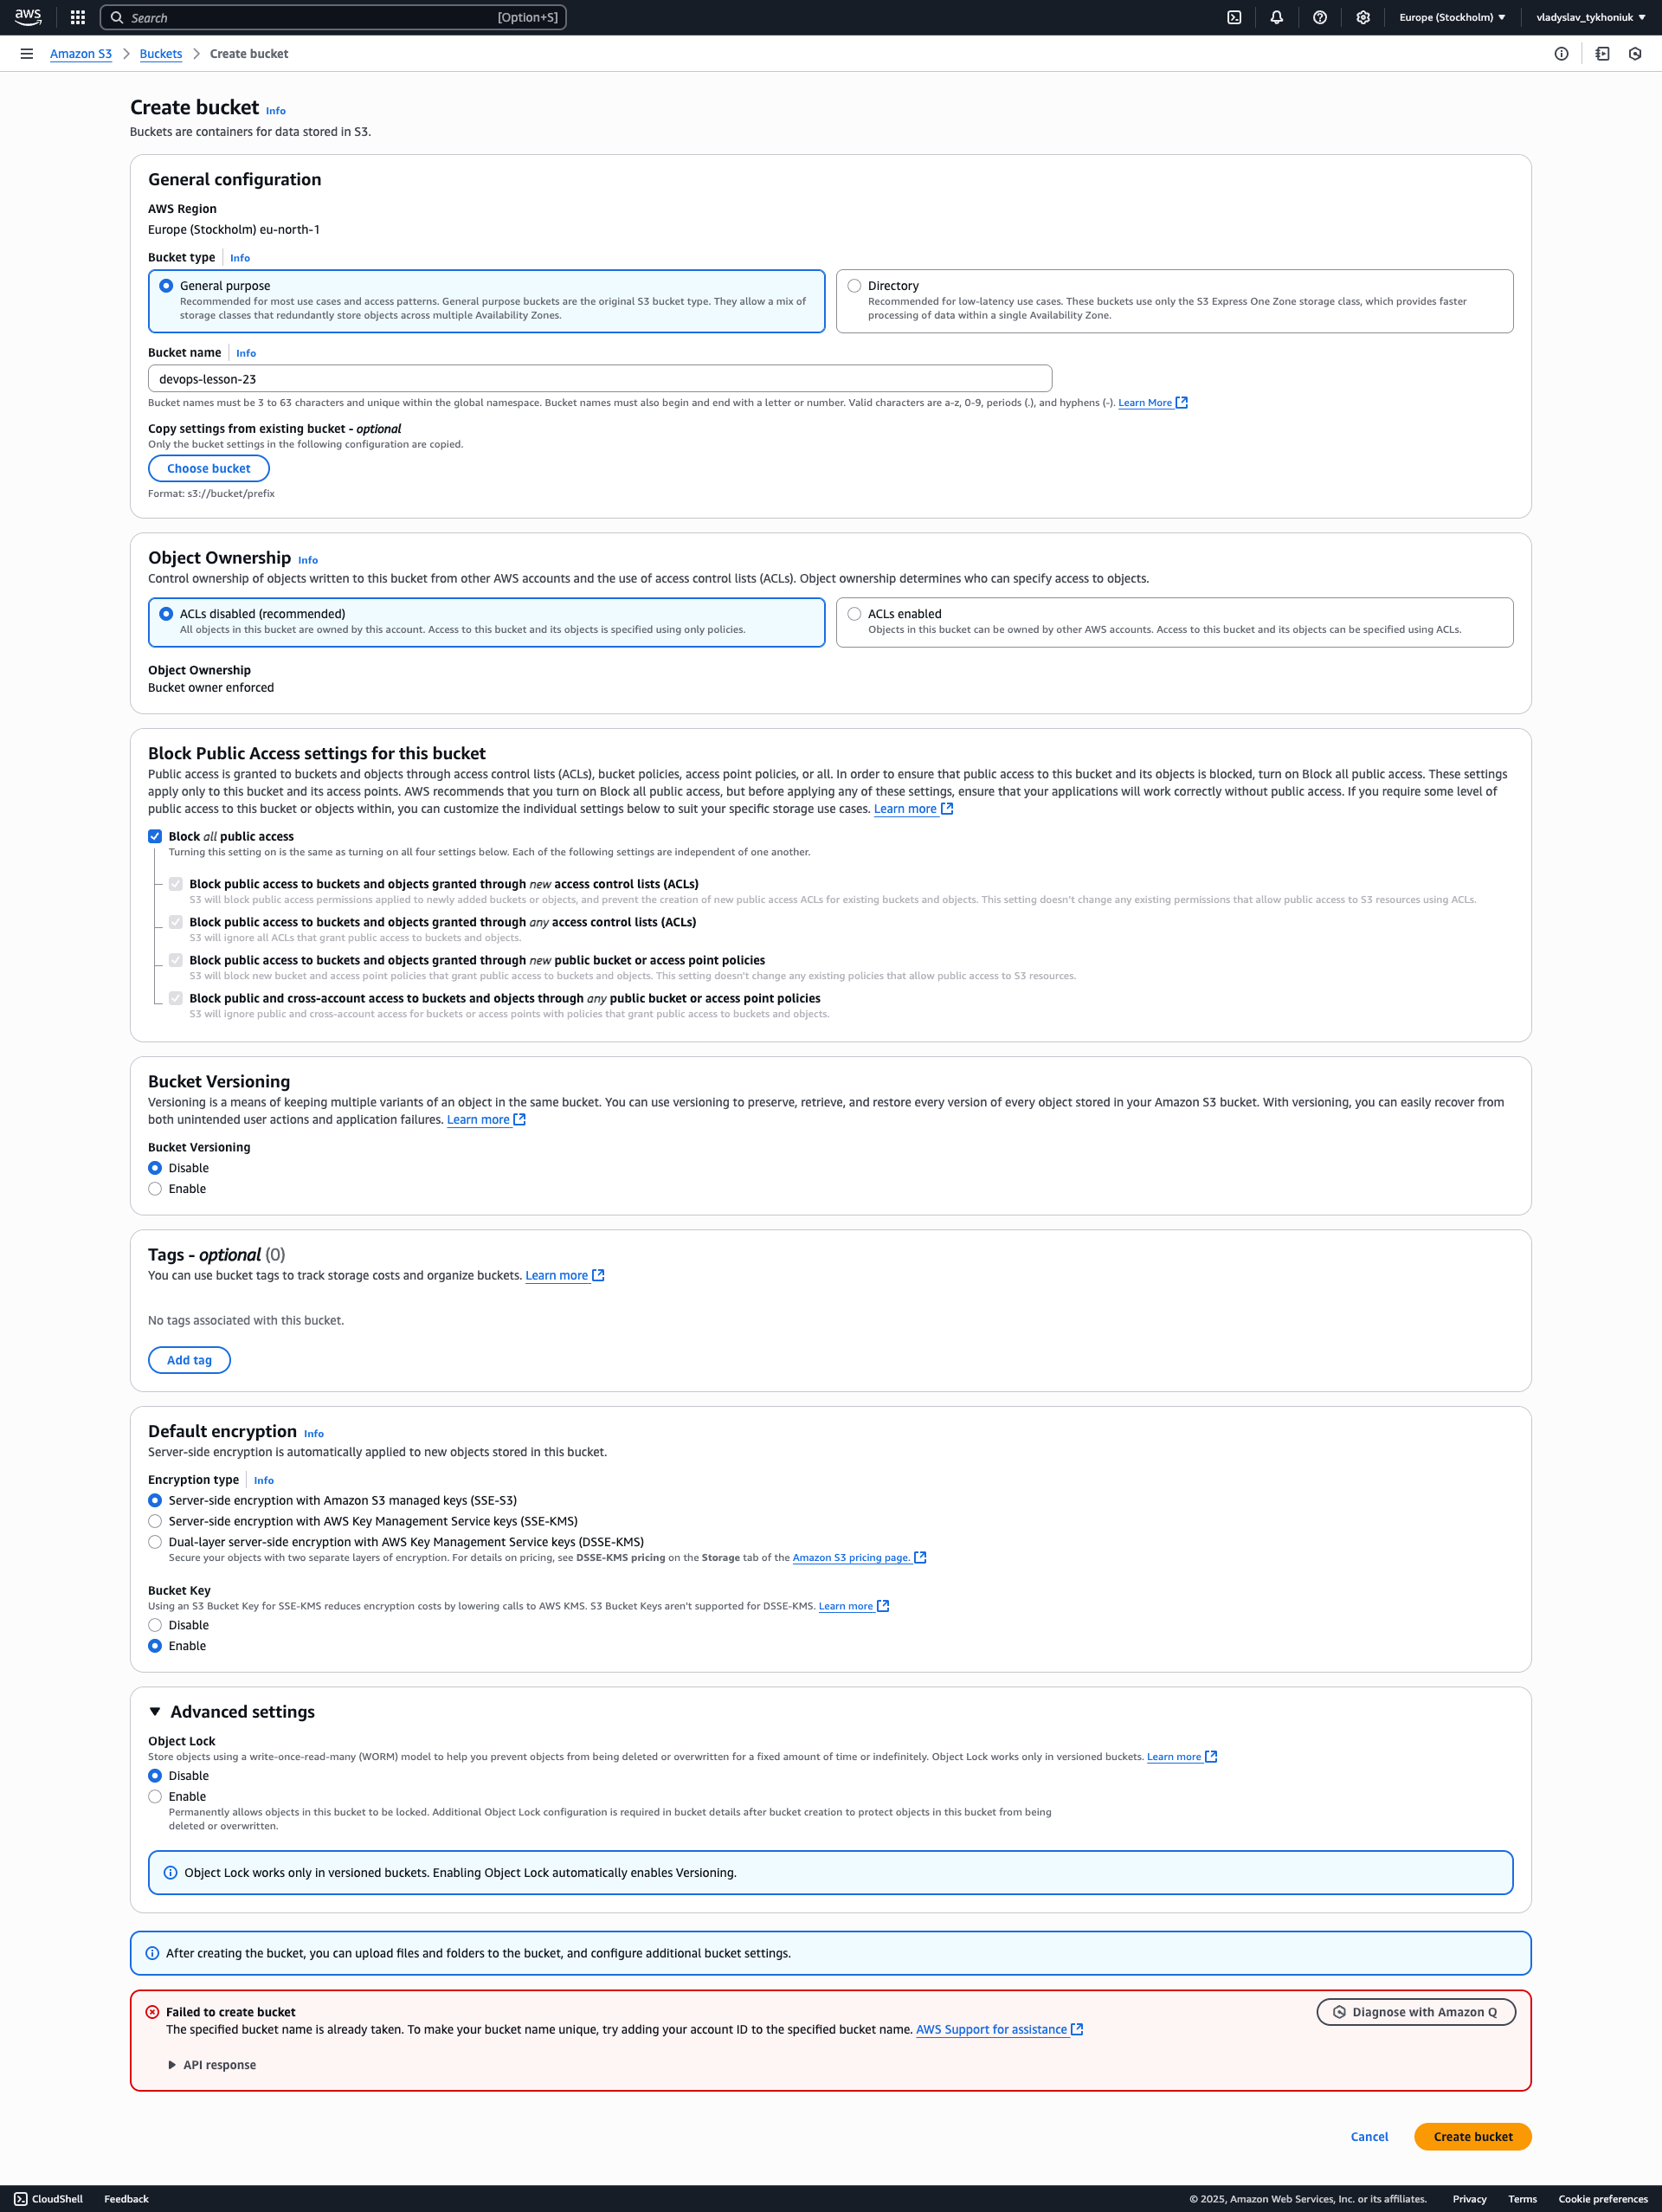 aws
Search
[Option+S]
Europe (Stockholm)
vladyslav_tykhoniuk
Amazon S3
Buckets
Create bucket
Create bucket Info
Buckets are containers for data stored in S3.
General configuration
AWS Region
Europe (Stockholm) eu-north-1
Bucket type
Info
General purpose
Recommended for most use cases and access patterns. General purpose buckets are the original S3 bucket type. They allow a mix of
storage classes that redundantly store objects across multiple Availability Zones.
Directory
Recommended for low-latency use cases. These buckets use only the S3 Express One Zone storage class, which provides faster
processing of data within a single Availability Zone.
Bucket name
Info
devops-lesson-23
Bucket names must be 3 to 63 characters and unique within the global namespace. Bucket names must also begin and end with a letter or number. Valid characters are a-z, 0-9, periods (.), and hyphens (-). Learn More
Copy settings from existing bucket - optional
Only the bucket settings in the following configuration are copied.
Choose bucket
Format: s3://bucket/prefix
Object Ownership Info
Control ownership of objects written to this bucket from other AWS accounts and the use of access control lists (ACLs). Object ownership determines who can specify access to objects.
ACLs disabled (recommended)
All objects in this bucket are owned by this account. Access to this bucket and its objects is specified using only policies.
ACLs enabled
Objects in this bucket can be owned by other AWS accounts. Access to this bucket and its objects can be specified using ACLs.
Object Ownership
Bucket owner enforced
Block Public Access settings for this bucket
Public access is granted to buckets and objects through access control lists (ACLs), bucket policies, access point policies, or all. In order to ensure that public access to this bucket and its objects is blocked, turn on Block all public access. These settings
apply only to this bucket and its access points. AWS recommends that you turn on Block all public access, but before applying any of these settings, ensure that your applications will work correctly without public access. If you require some level of
public access to this bucket or objects within, you can customize the individual settings below to suit your specific storage use cases. Learn more
Block all public access
Turning this setting on is the same as turning on all four settings below. Each of the following settings are independent of one another.
Block public access to buckets and objects granted through new access control lists (ACLs)
S3 will block public access permissions applied to newly added buckets or objects, and prevent the creation of new public access ACLs for existing buckets and objects. This setting doesn't change any existing permissions that allow public access to S3 resources using ACLs.
Block public access to buckets and objects granted through any access control lists (ACLs)
S3 will ignore all ACLs that grant public access to buckets and objects.
Block public access to buckets and objects granted through new public bucket or access point policies
S3 will block new bucket and access point policies that grant public access to buckets and objects. This setting doesn't change any existing policies that allow public access to S3 resources.
Block public and cross-account access to buckets and objects through any public bucket or access point policies
S3 will ignore public and cross-account access for buckets or access points with policies that grant public access to buckets and objects.
Bucket Versioning
Versioning is a means of keeping multiple variants of an object in the same bucket. You can use versioning to preserve, retrieve, and restore every version of every object stored in your Amazon S3 bucket. With versioning, you can easily recover from
both unintended user actions and application failures. Learn more
Bucket Versioning
Disable
Enable
Tags - optional (0)
You can use bucket tags to track storage costs and organize buckets. Learn more
No tags associated with this bucket.
Add tag
Default encryption Info
Server-side encryption is automatically applied to new objects stored in this bucket.
Encryption type
Info
Server-side encryption with Amazon S3 managed keys (SSE-S3)
Server-side encryption with AWS Key Management Service keys (SSE-KMS)
Dual-layer server-side encryption with AWS Key Management Service keys (DSSE-KMS)
Secure your objects with two separate layers of encryption. For details on pricing, see DSSE-KMS pricing on the Storage tab of the Amazon S3 pricing page.
Bucket Key
Using an S3 Bucket Key for SSE-KMS reduces encryption costs by lowering calls to AWS KMS. S3 Bucket Keys aren't supported for DSSE-KMS. Learn more
Disable
Enable
Advanced settings
Object Lock
Store objects using a write-once-read-many (WORM) model to help you prevent objects from being deleted or overwritten for a fixed amount of time or indefinitely. Object Lock works only in versioned buckets. Learn more
Disable
Enable
Permanently allows objects in this bucket to be locked. Additional Object Lock configuration is required in bucket details after bucket creation to protect objects in this bucket from being
deleted or overwritten.
Object Lock works only in versioned buckets. Enabling Object Lock automatically enables Versioning.
After creating the bucket, you can upload files and folders to the bucket, and configure additional bucket settings.
Failed to create bucket
The specified bucket name is already taken. To make your bucket name unique, try adding your account ID to the specified bucket name. AWS Support for assistance
API response
Diagnose with Amazon Q
Cancel
Create bucket
CloudShell
Feedback
© 2025, Amazon Web Services, Inc. or its affiliates.
Privacy
Terms
Cookie preferences